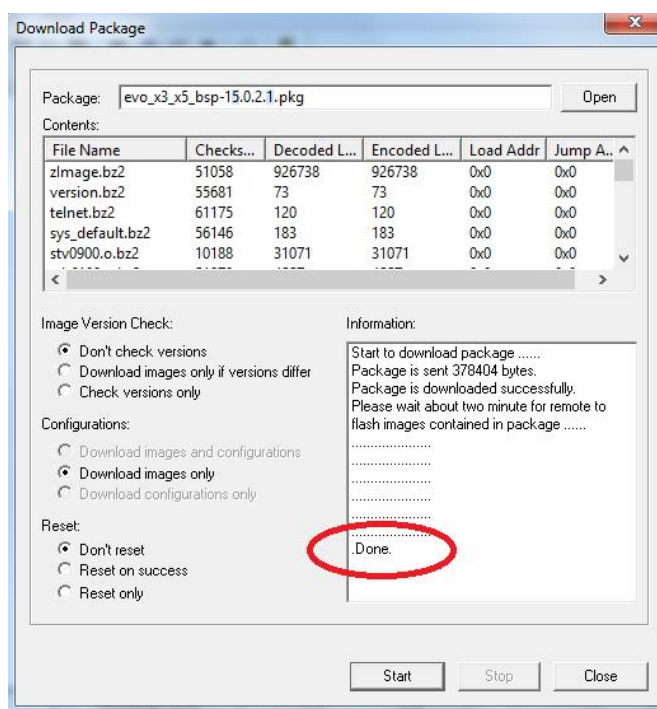 Download Package
Package: evo_x3_x5_bsp-15.0.2.1.pkg Open
Contents:
File Name Checks... Decoded L... Encoded L... Load Addr Jump A..
zImage.bz2 51058 926738 926738 0x0 0x0
version.bz2 55681 73 73 0x0 0x0
telnet.bz2 61175 120 120 0x0 0x0
sys_default.bz2 56146 183 183 0x0 0x0
stv0900.o.bz2 10188 31071 31071 0x0 0x0
Image Version Check:
Don't check versions
Download images only if versions differ
Check versions only
Configurations:
Download images and configurations
Download images only
Download configurations only
Reset:
Don't reset
Reset on success
Reset only
Information:
Start to download package ......
Package is sent 378404 bytes.
Package is downloaded successfully.
Please wait about two minute for remote to
flash images contained in package ......
......................
......................
......................
......................
......................
.Done.
Start Stop Close